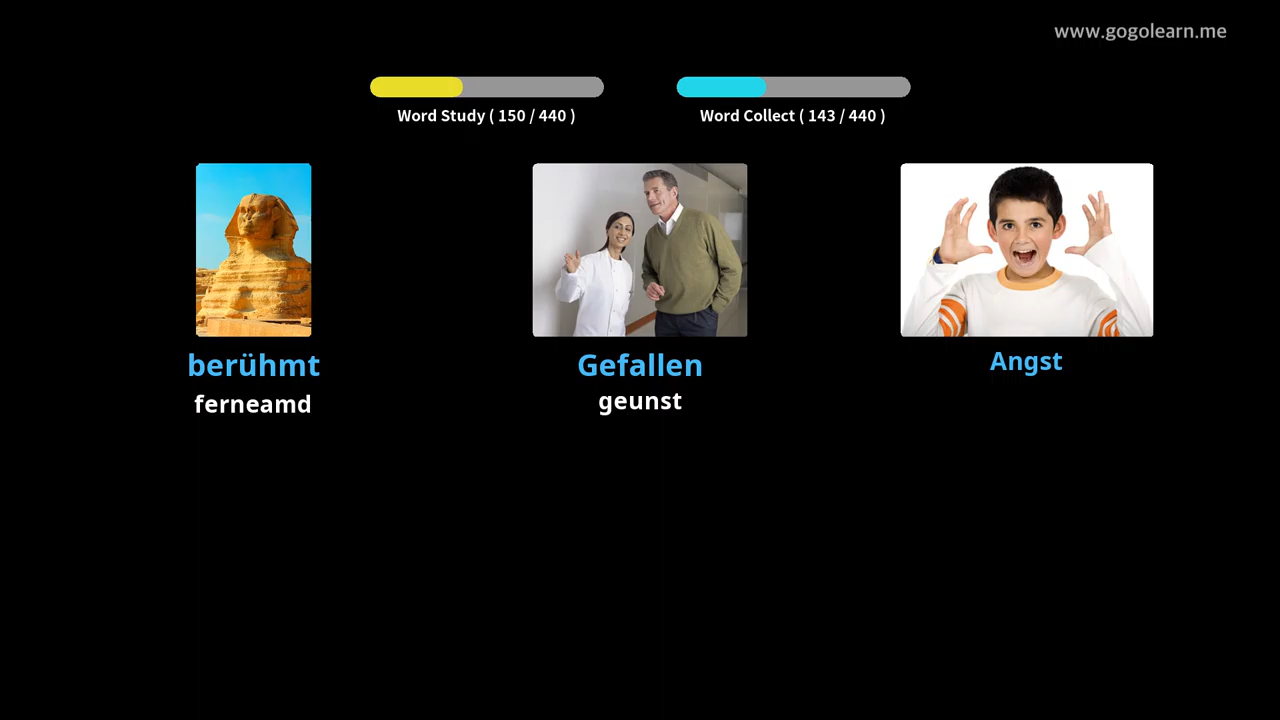 www.gogolearn.me
Word Study ( 150 / 440 )
Word Collect ( 143 / 440 )
berühmt
ferneamd
Gefallen
geunst
Angst